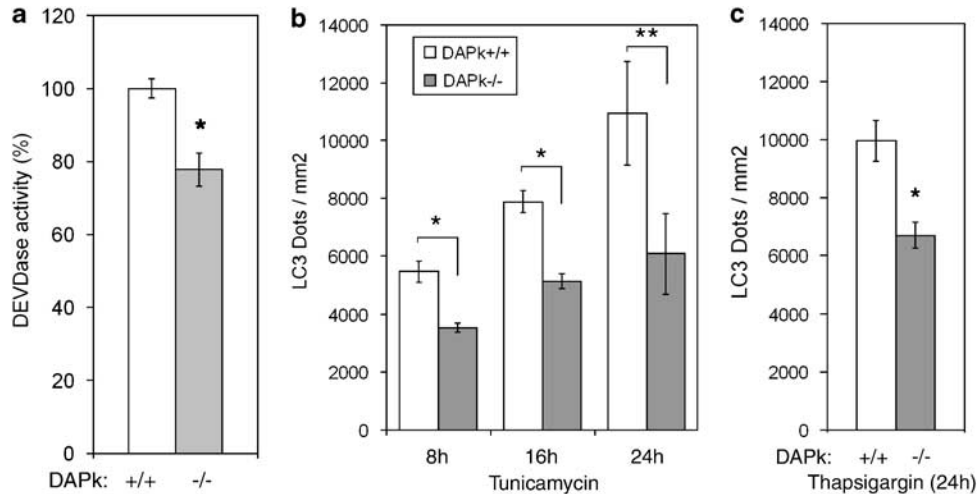 a
120
100
80
60
40
20
0
DEVDase activity (%)
*
DAPk: +/+ -/-
b
14000
12000
10000
8000
6000
4000
2000
0
LC3 Dots / mm2
DAPk+/+
DAPk-/-
*
*
**
8h 16h 24h
Tunicamycin
c
14000
12000
10000
8000
6000
4000
2000
0
LC3 Dots / mm2
*
DAPk: +/+ -/-
Thapsigargin (24h)